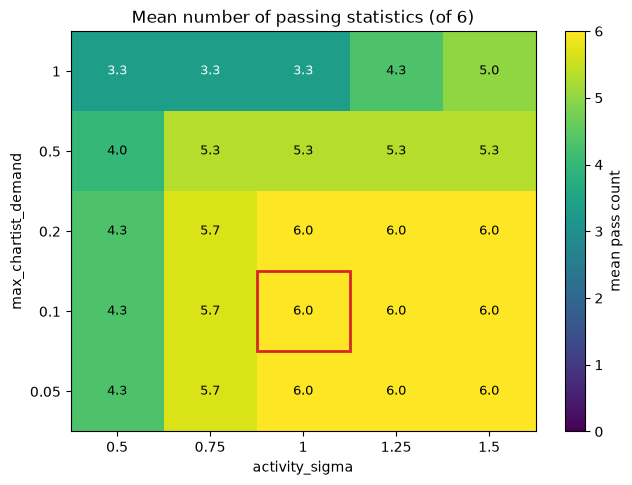 Mean number of passing statistics (of 6)
1 3.3 3.3 3.3 4.3 5.0
0.5 4.0 5.3 5.3 5.3 5.3
0.2 4.3 5.7 6.0 6.0 6.0
0.1 4.3 5.7 6.0 6.0 6.0
0.05 4.3 5.7 6.0 6.0 6.0
0.5 0.75 1 1.25 1.5
activity_sigma
max_chartist_demand
6
5
4
3
2
1
0
mean pass count